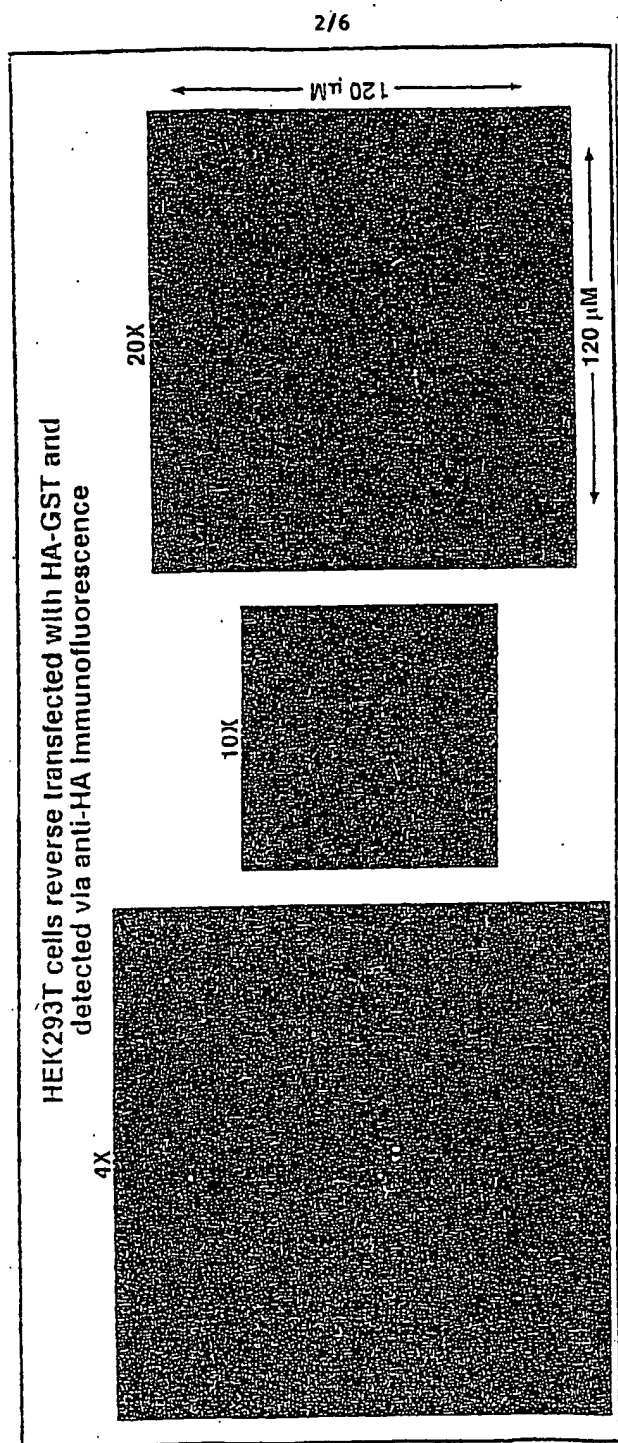 2/6
HEK293T cells reverse transfected with HA-GST and
detected via anti-HA Immunofluorescence
4X
10X
20X
120 μM
120 μM